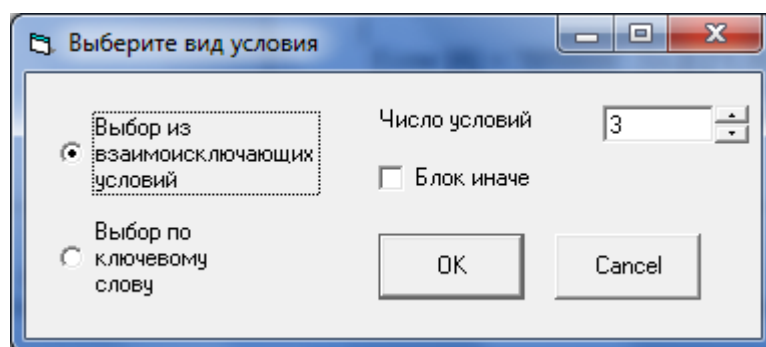 Выберите вид условия
Выбор из
взаимоисключающих
условий
Число условий 3
Блок иначе
Выбор по
ключевому
слову
OK Cancel